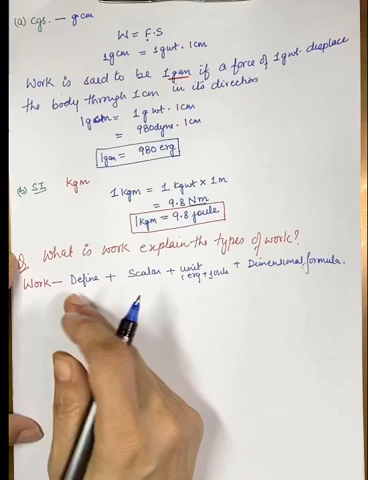 (a) Cgs. — gcm
W = F.S
1gcm = 1gwt . 1cm
Work is said to be 1gcm if a force of 1gwt displace
the body through 1cm in its direction
1gcm = 1g wt . 1cm
= 980dyne . 1cm
1gcm = 980 erg
(b) SI kgm
1kgm = 1 kgwt x 1m
= 9.8 Nm
1kgm = 9.8 joule
Q What is work explain the types of work?
Work — Define + Scalar + unit + Dimensional formula.
(erg + joule